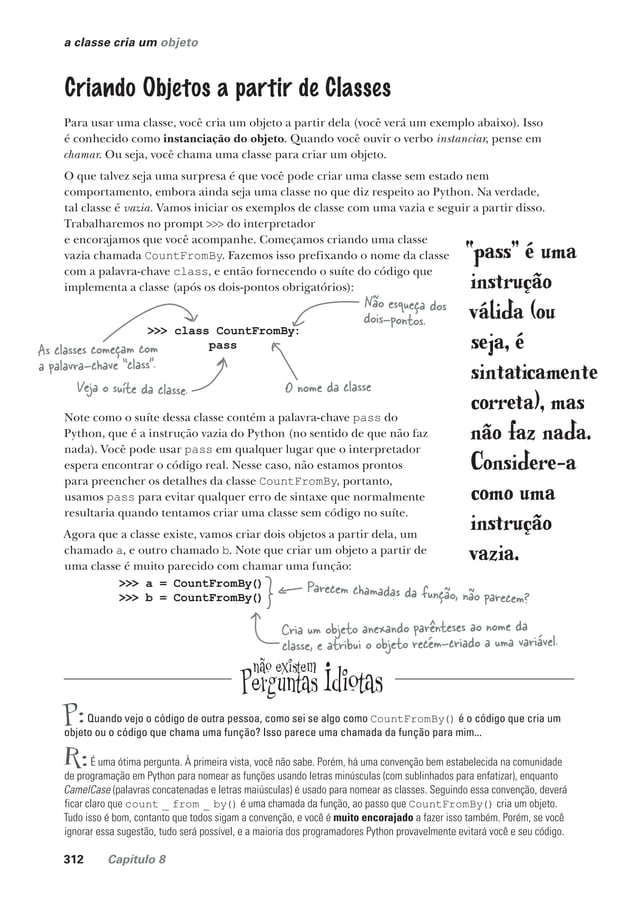 a classe cria um objeto
Criando Objetos a partir de Classes
Para usar uma classe, você cria um objeto a partir dela (você verá um exemplo abaixo). Isso
é conhecido como instanciação do objeto. Quando você ouvir o verbo instanciar, pense em
chamar. Ou seja, você chama uma classe para criar um objeto.
O que talvez seja uma surpresa é que você pode criar uma classe sem estado nem
comportamento, embora ainda seja uma classe no que diz respeito ao Python. Na verdade,
tal classe é vazia. Vamos iniciar os exemplos de classe com uma vazia e seguir a partir disso.
Trabalharemos no prompt >>> do interpretador
e encorajamos que você acompanhe. Começamos criando uma classe
vazia chamada CountFromBy. Fazemos isso prefixando o nome da classe
com a palavra-chave class, e então fornecendo o suíte do código que
implementa a classe (após os dois-pontos obrigatórios):
Não esqueça dos
dois-pontos.
>>> class CountFromBy:
pass
As classes começam com
a palavra-chave "class".
Veja o suíte da classe.
O nome da classe
"pass" é uma
instrução
válida (ou
seja, é
sintaticamente
correta), mas
não faz nada.
Considere-a
como uma
instrução
vazia.
Note como o suíte dessa classe contém a palavra-chave pass do
Python, que é a instrução vazia do Python (no sentido de que não faz
nada). Você pode usar pass em qualquer lugar que o interpretador
espera encontrar o código real. Nesse caso, não estamos prontos
para preencher os detalhes da classe CountFromBy, portanto,
usamos pass para evitar qualquer erro de sintaxe que normalmente
resultaria quando tentamos criar uma classe sem código no suíte.
Agora que a classe existe, vamos criar dois objetos a partir dela, um
chamado a, e outro chamado b. Note que criar um objeto a partir de
uma classe é muito parecido com chamar uma função:
>>> a = CountFromBy()
>>> b = CountFromBy()
Parecem chamadas da função, não parecem?
Cria um objeto anexando parênteses ao nome da
classe, e atribui o objeto recém-criado a uma variável.
não existem
Perguntas Idiotas
P: Quando vejo o código de outra pessoa, como sei se algo como CountFromBy() é o código que cria um
objeto ou o código que chama uma função? Isso parece uma chamada da função para mim...
R: É uma ótima pergunta. À primeira vista, você não sabe. Porém, há uma convenção bem estabelecida na comunidade
de programação em Python para nomear as funções usando letras minúsculas (com sublinhados para enfatizar), enquanto
CamelCase (palavras concatenadas e letras maiúsculas) é usado para nomear as classes. Seguindo essa convenção, deverá
ficar claro que count _ from _ by() é uma chamada da função, ao passo que CountFromBy() cria um objeto.
Tudo isso é bom, contanto que todos sigam a convenção, e você é muito encorajado a fazer isso também. Porém, se você
ignorar essa sugestão, tudo será possível, e a maioria dos programadores Python provavelmente evitará você e seu código.
312 Capítulo 8